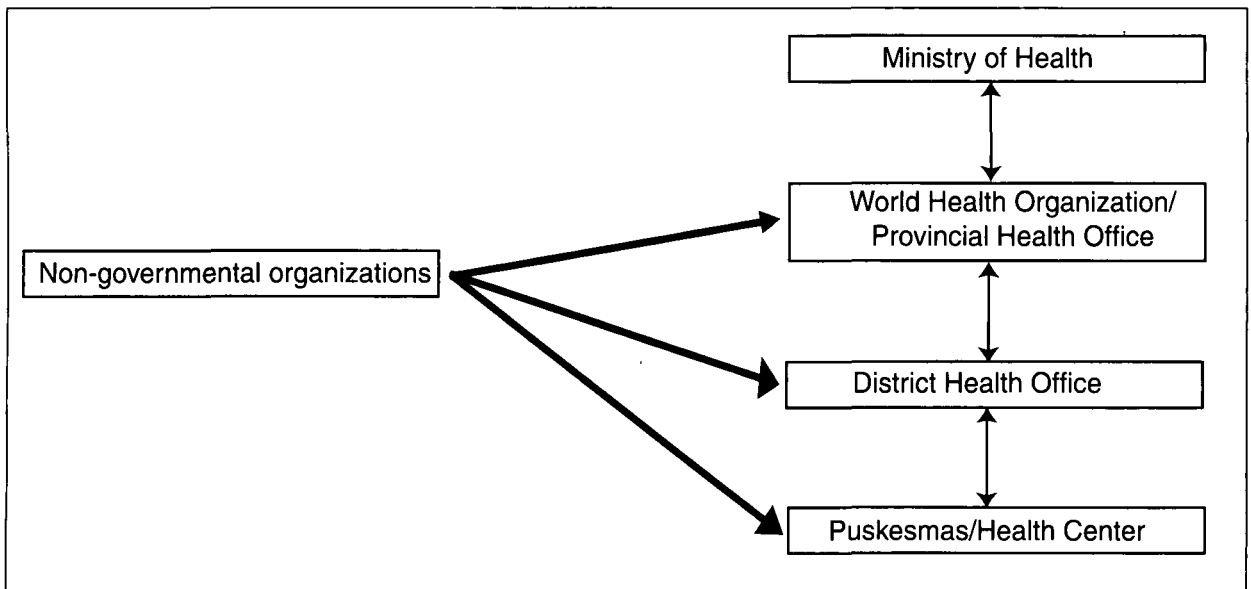 Ministry of Health
World Health Organization/
Provincial Health Office
Non-governmental organizations
District Health Office
Puskesmas/Health Center